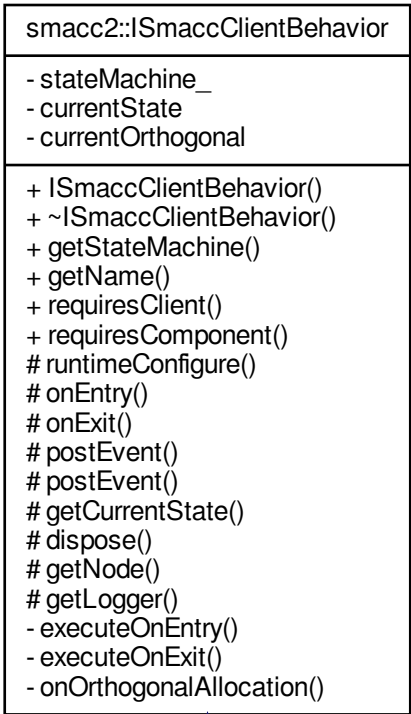 smacc2::ISmaccClientBehavior
- stateMachine_
- currentState
- currentOrthogonal
+ ISmaccClientBehavior()
+ ~ISmaccClientBehavior()
+ getStateMachine()
+ getName()
+ requiresClient()
+ requiresComponent()
# runtimeConfigure()
# onEntry()
# onExit()
# postEvent()
# postEvent()
# getCurrentState()
# dispose()
# getNode()
# getLogger()
- executeOnEntry()
- executeOnExit()
- onOrthogonalAllocation()